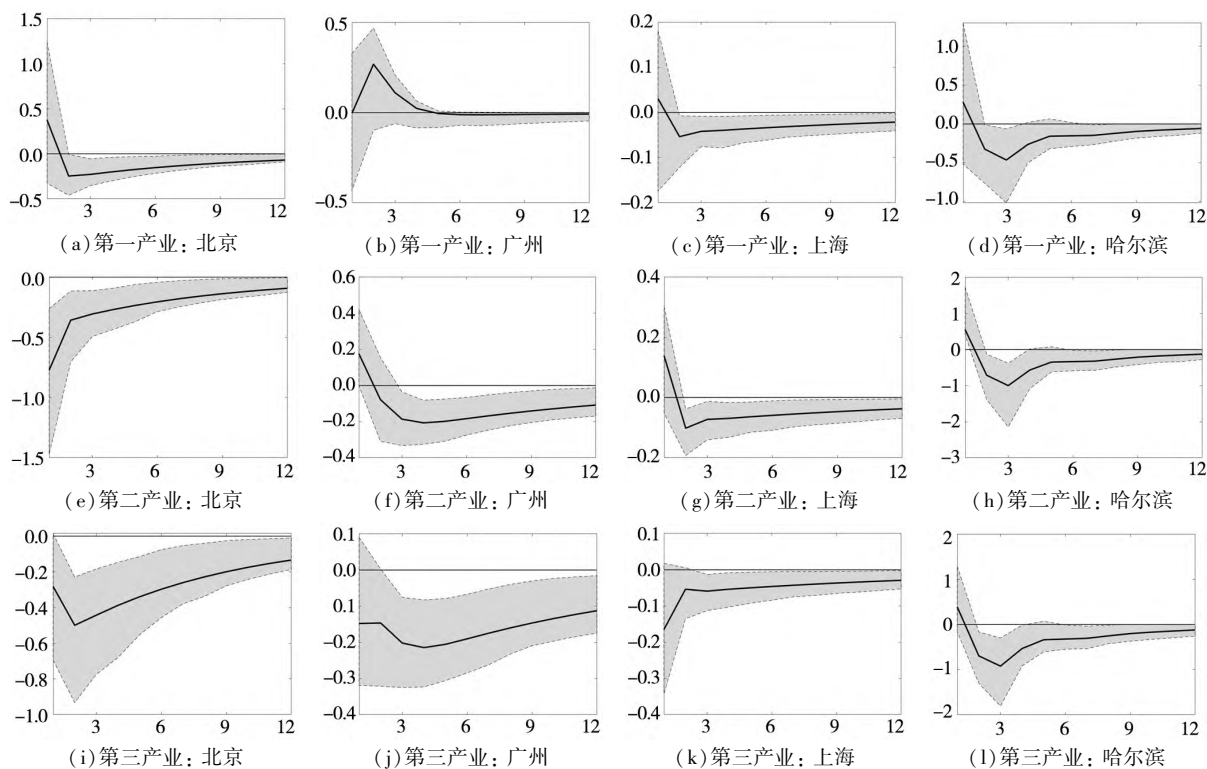 1.5
1.0
0.5
0.0
−0.5
3 6 9 12
(a)第一产业：北京
0.5
0.0
−0.5
3 6 9 12
(b)第一产业：广州
0.2
0.1
−0.0
−0.1
−0.2
3 6 9 12
(c)第一产业：上海
1.5
1.0
0.5
0.0
−0.5
−1.0
3 6 9 12
(d)第一产业：哈尔滨
0.0
−0.5
−1.0
−1.5
3 6 9 12
(e)第二产业：北京
0.6
0.4
0.2
0.0
−0.2
−0.4
3 6 9 12
(f)第二产业：广州
0.4
0.2
0.0
−0.2
3 6 9 12
(g)第二产业：上海
2
1
0
−1
−2
−3
3 6 9 12
(h)第二产业：哈尔滨
0.0
−0.2
−0.4
−0.6
−0.8
−1.0
3 6 9 12
(i)第三产业：北京
0.1
0.0
0.1
−0.2
−0.3
−0.4
3 6 9 12
(j)第三产业：广州
0.1
0.0
−0.1
−0.2
−0.3
−0.4
3 6 9 12
(k)第三产业：上海
2
1
0
−1
−2
3 6 9 12
(l)第三产业：哈尔滨